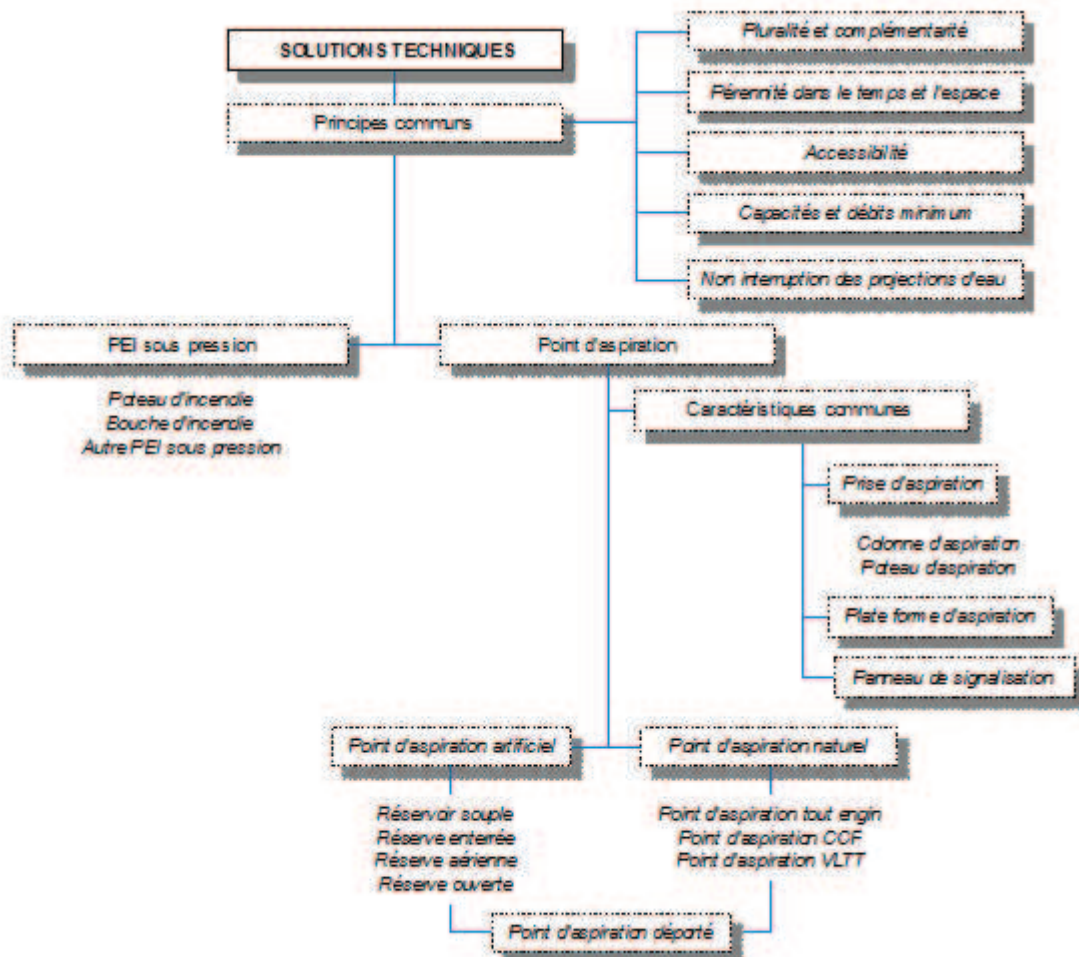 SOLUTIONS TECHNIQUES
Principes communs
Pluralité et complémentarité
Pérennité dans le temps et l'espace
Accessibilité
Capacités et débits minimum
Non interruption des projections d'eau
PEI sous pression
Poteau d'incendie
Bouche d'incendie
Autre PEI sous pression
Point d'aspiration
Caractéristiques communes
Prise d'aspiration
Colonne d'aspiration
Poteau d'aspiration
Plate forme d'aspiration
Panneau de signalisation
Point d'aspiration artificiel
Réservoir souple
Réserve enterrée
Réserve aérienne
Réserve ouverte
Point d'aspiration naturel
Point d'aspiration tout engin
Point d'aspiration CCF
Point d'aspiration VLTT
Point d'aspiration déporté